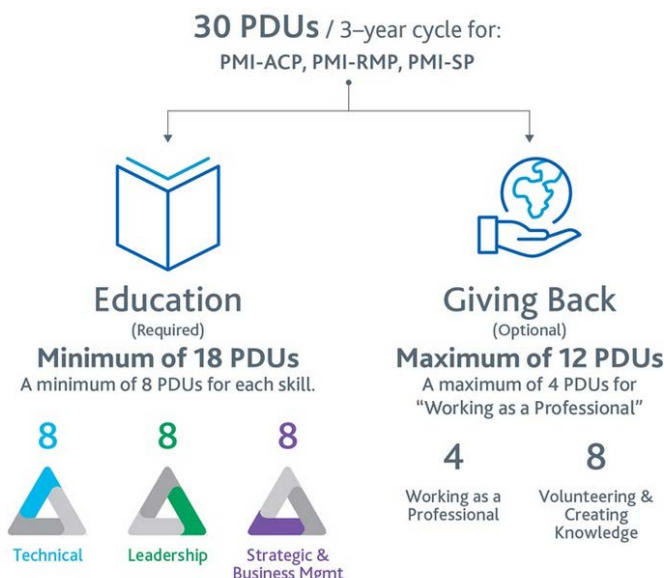 30 PDUs / 3–year cycle for:
PMI-ACP, PMI-RMP, PMI-SP
Education
(Required)
Minimum of 18 PDUs
A minimum of 8 PDUs for each skill.
8
8
8
Technical
Leadership
Strategic &
Business Mgmt
Giving Back
(Optional)
Maximum of 12 PDUs
A maximum of 4 PDUs for
“Working as a Professional”
4
8
Working as a
Professional
Volunteering &
Creating
Knowledge